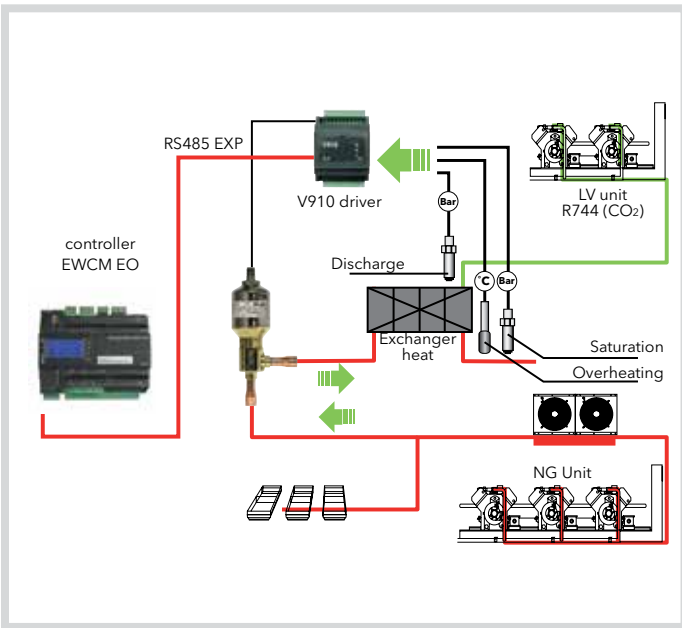 RS485 EXP
V910 driver
Bar
LV unit
R744 (CO2)
controller
EWCM EO
Discharge
°C
Bar
Exchanger
heat
Saturation
Overheating
NG Unit